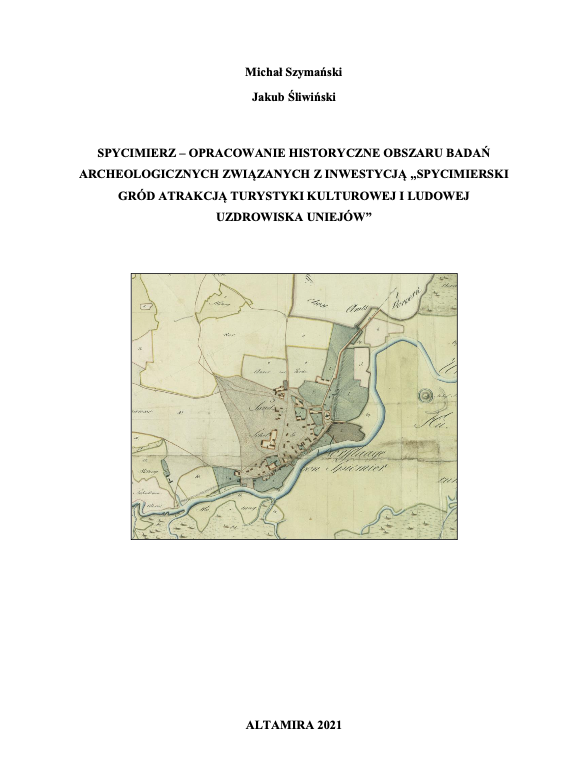 Michał Szymański
Jakub Śliwiński
SPYCIMIERZ – OPRACOWANIE HISTORYCZNE OBSZARU BADAŃ
ARCHEOLOGICZNYCH ZWIĄZANYCH Z INWESTYCJĄ „SPYCIMIERSKI
GRÓD ATRAKCJĄ TURYSTYKI KULTUROWEJ I LUDOWEJ
UZDROWISKA UNIEJÓW”
ALTAMIRA 2021